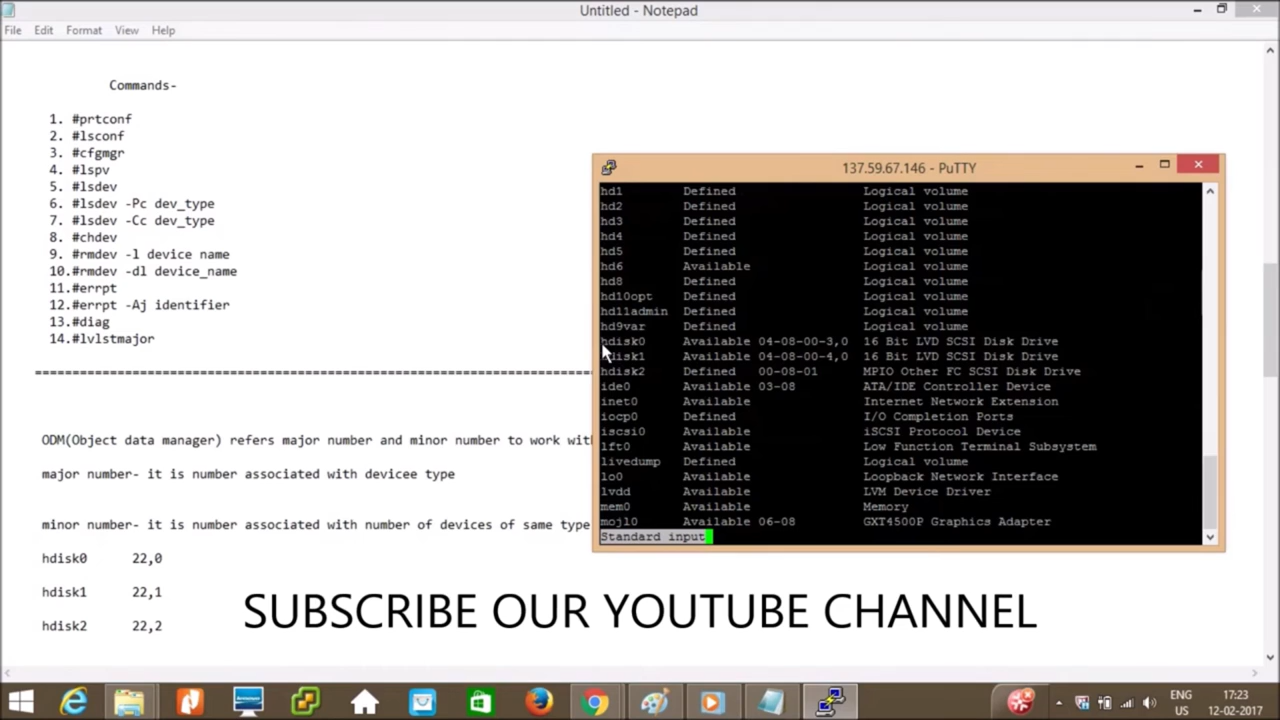 Untitled - Notepad
File Edit Format View Help
Commands-
1. #prtconf
2. #lsconf
3. #cfgmgr
4. #lspv
5. #lsdev
6. #lsdev -Pc dev_type
7. #lsdev -Cc dev_type
8. #chdev
9. #rmdev -l device name
10.#rmdev -dl device_name
11.#errpt
12.#errpt -Aj identifier
13.#diag
14.#lvlstmajor
================================================================================
ODM(Object data manager) refers major number and minor number to work with
major number- it is number associated with devicee type
minor number- it is number associated with number of devices of same type
hdisk0 22,0
hdisk1 22,1
hdisk2 22,2
137.59.67.146 - PuTTY
hd1 Defined Logical volume
hd2 Defined Logical volume
hd3 Defined Logical volume
hd4 Defined Logical volume
hd5 Defined Logical volume
hd6 Available Logical volume
hd8 Defined Logical volume
hd10opt Defined Logical volume
hd11admin Defined Logical volume
hd9var Defined Logical volume
hdisk0 Available 04-08-00-3,0 16 Bit LVD SCSI Disk Drive
hdisk1 Available 04-08-00-4,0 16 Bit LVD SCSI Disk Drive
hdisk2 Defined 00-08-01 MPIO Other FC SCSI Disk Drive
ide0 Available 03-08 ATA/IDE Controller Device
inet0 Available Internet Network Extension
iocp0 Defined I/O Completion Ports
iscsi0 Available iSCSI Protocol Device
lft0 Available Low Function Terminal Subsystem
livedump Defined Logical volume
lo0 Available Loopback Network Interface
lvdd Available LVM Device Driver
mem0 Available Memory
mojl0 Available 06-08 GXT4500P Graphics Adapter
Standard input
SUBSCRIBE OUR YOUTUBE CHANNEL
ENG
US
17:23
12-02-2017